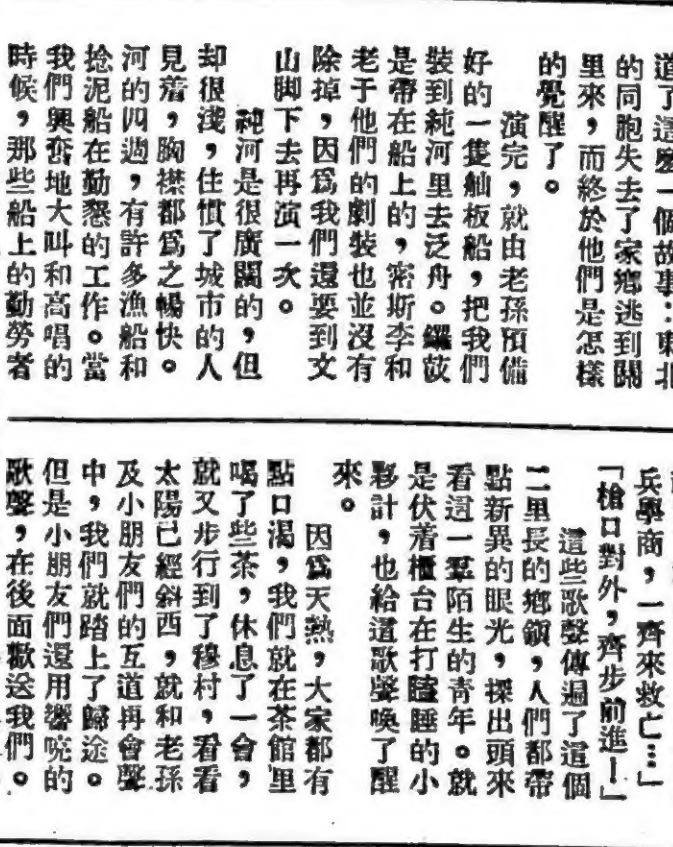 道了這麼一個故事：東北
的同胞失去了家鄉逃到關
里來，而終於他們是怎樣
的覺醒了。
演完，就由老孫預備
好的一隻舢板船，把我們
裝到純河里去泛舟。鑼鼓
是帶在船上的，密斯李和
老于他們的劇裝也並沒有
除掉，因爲我們還要到文
山脚下去再演一次。
純河是很廣闊的，但
却很淺，住慣了城市的人
見着，胸襟都爲之暢快。
河的四週，有許多漁船和
捻泥船在勤懇的工作。當
我們興奮地大叫和高唱的
時候，那些船上的勤勞者
兵學商，一齊來救亡…」
「槍口對外，齊步前進！」
這些歌聲傳遍了這個
二里長的鄉鎮，人們都帶
點新異的眼光，探出頭來
看這一羣陌生的青年。就
是伏着櫃台在打瞌睡的小
夥計，也給這歌聲喚了醒
來。
因爲天熱，大家都有
點口渴，我們就在茶館里
喝了些茶，休息了一會，
就又步行到了穆村，看看
太陽已經斜西，就和老孫
及小朋友們的互道再會聲
中，我們就踏上了歸途。
但是小朋友們還用響喨的
歌聲，在後面歡送我們。